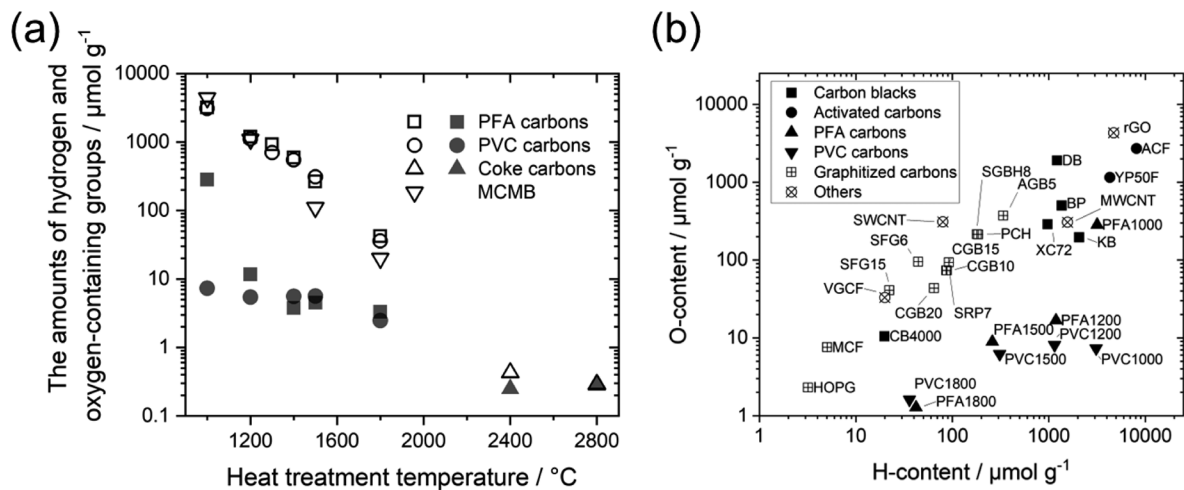 (a)
The amounts of hydrogen and
oxygen-containing groups / μmol g⁻¹
10000
1000
100
10
1
0.1
1200
1600
2000
2400
2800
Heat treatment temperature / °C
PFA carbons
PVC carbons
Coke carbons
MCMB
(b)
O-content / μmol g⁻¹
10000
1000
100
10
1
1
10
100
1000
10000
H-content / μmol g⁻¹
Carbon blacks
Activated carbons
PFA carbons
PVC carbons
Graphitized carbons
Others
rGO
ACF
DB
YP50F
SGBH8
AGB5
BP
MWCNT
SWCNT
PFA1000
PCH
XC72
KB
SFG6
CGB15
CGB10
SFG15
VGCF
CGB20
SRP7
PFA1200
PFA1500
PVC1200
CB4000
MCF
PVC1500
PVC1000
HOPG
PVC1800
PFA1800